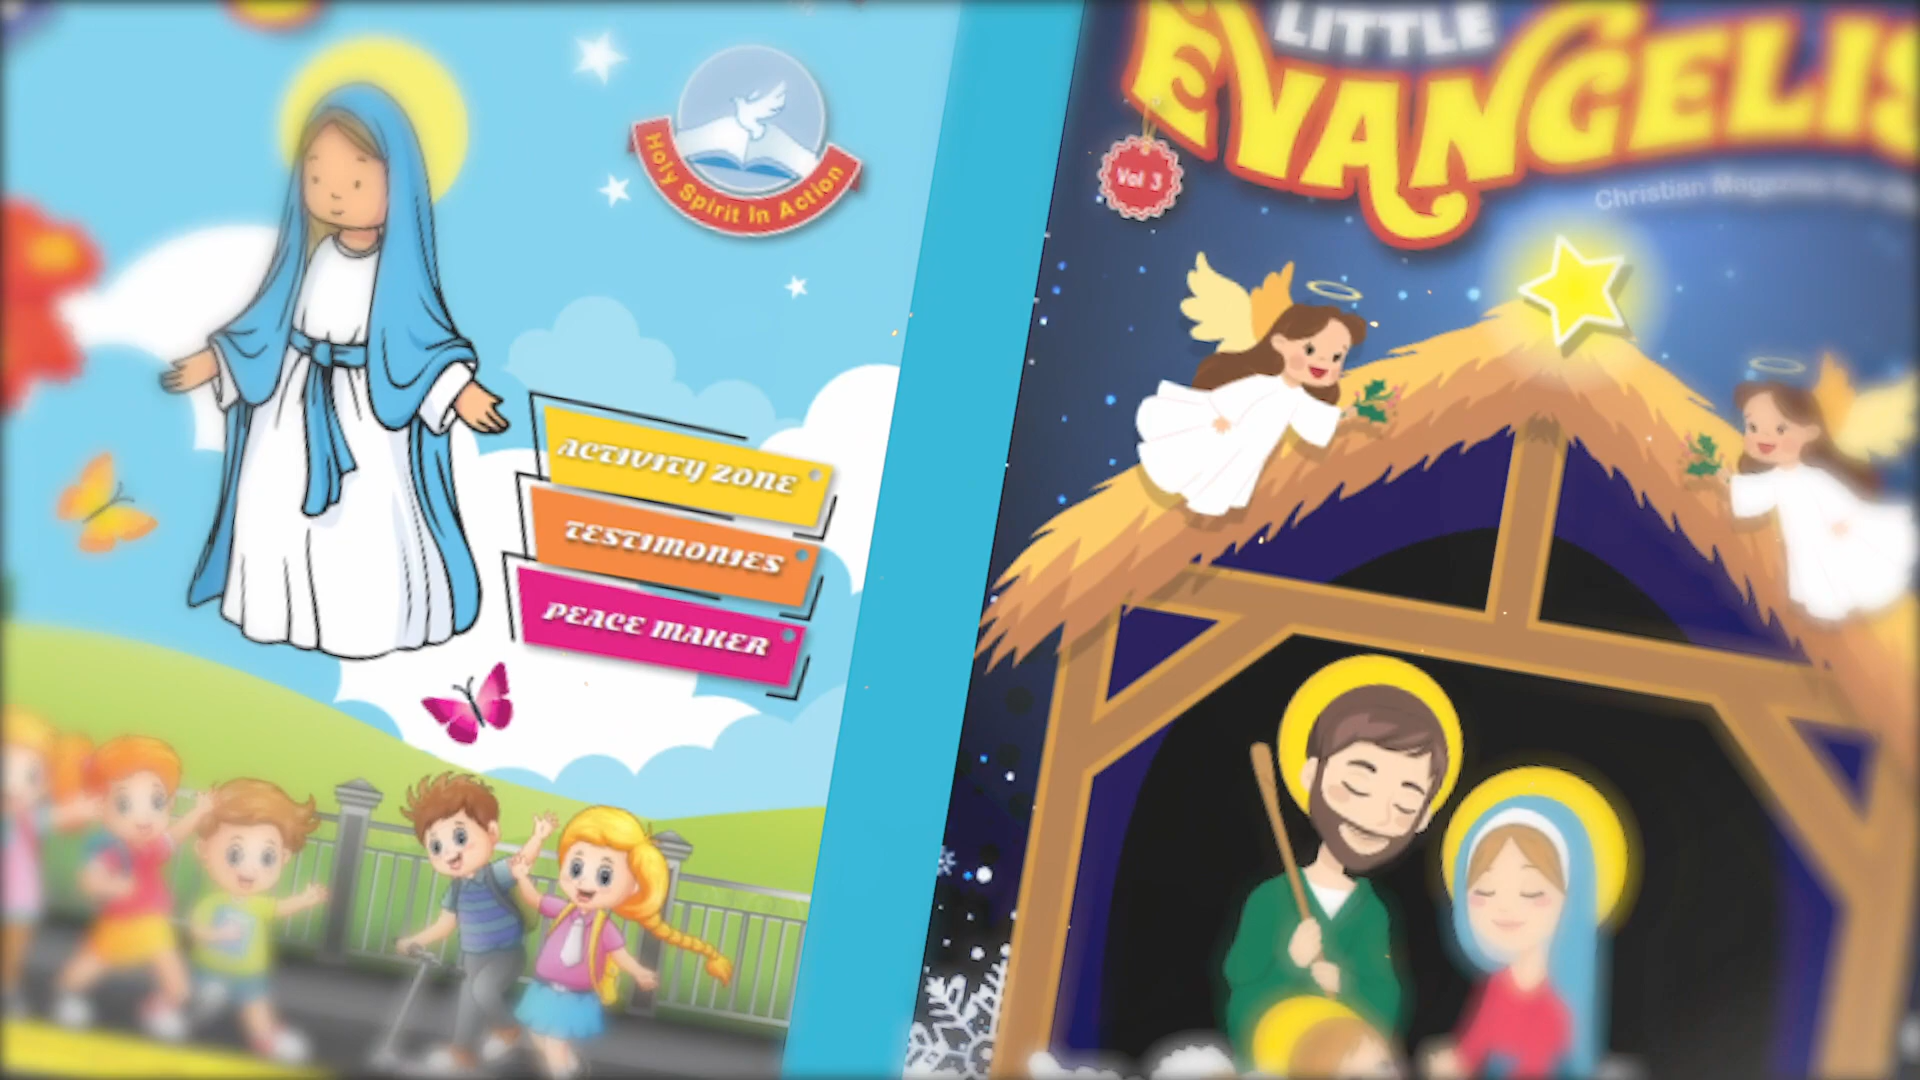 Holy Spirit In Action
ACTIVITY ZONE
TESTIMONIES
PEACE MAKER
LITTLE
EVANGELIS
Vol 3
Christian Magazine For